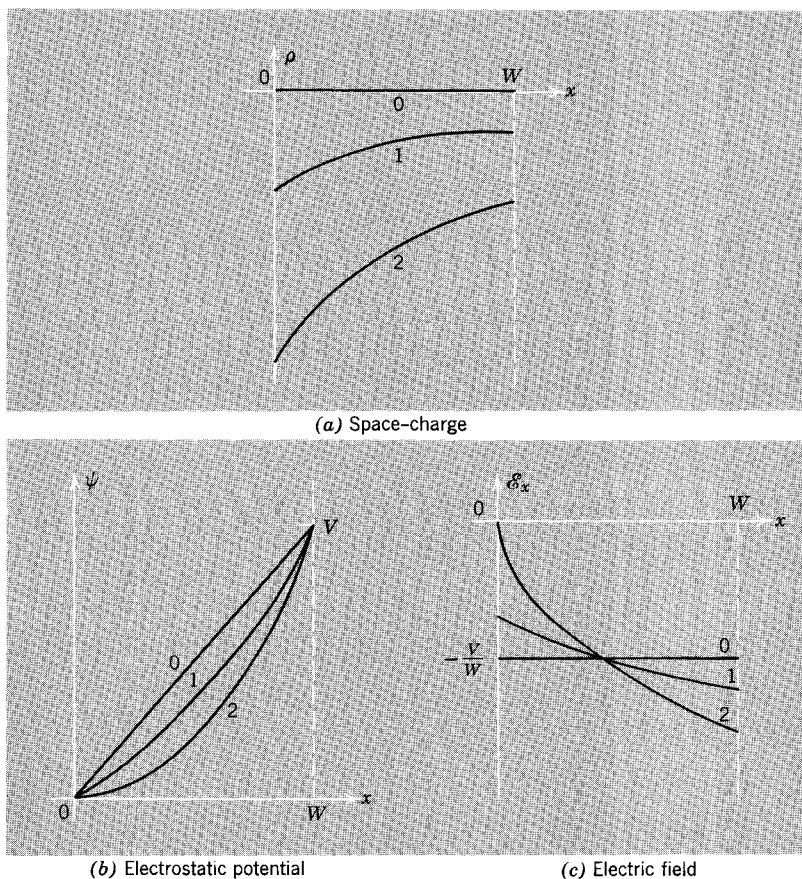 ρ
0 W
x
0
1
2
(a) Space-charge
ψ
V
0
1
2
0 W x
(b) Electrostatic potential
ℰx
0 W
x
-V/W
0
1
2
(c) Electric field